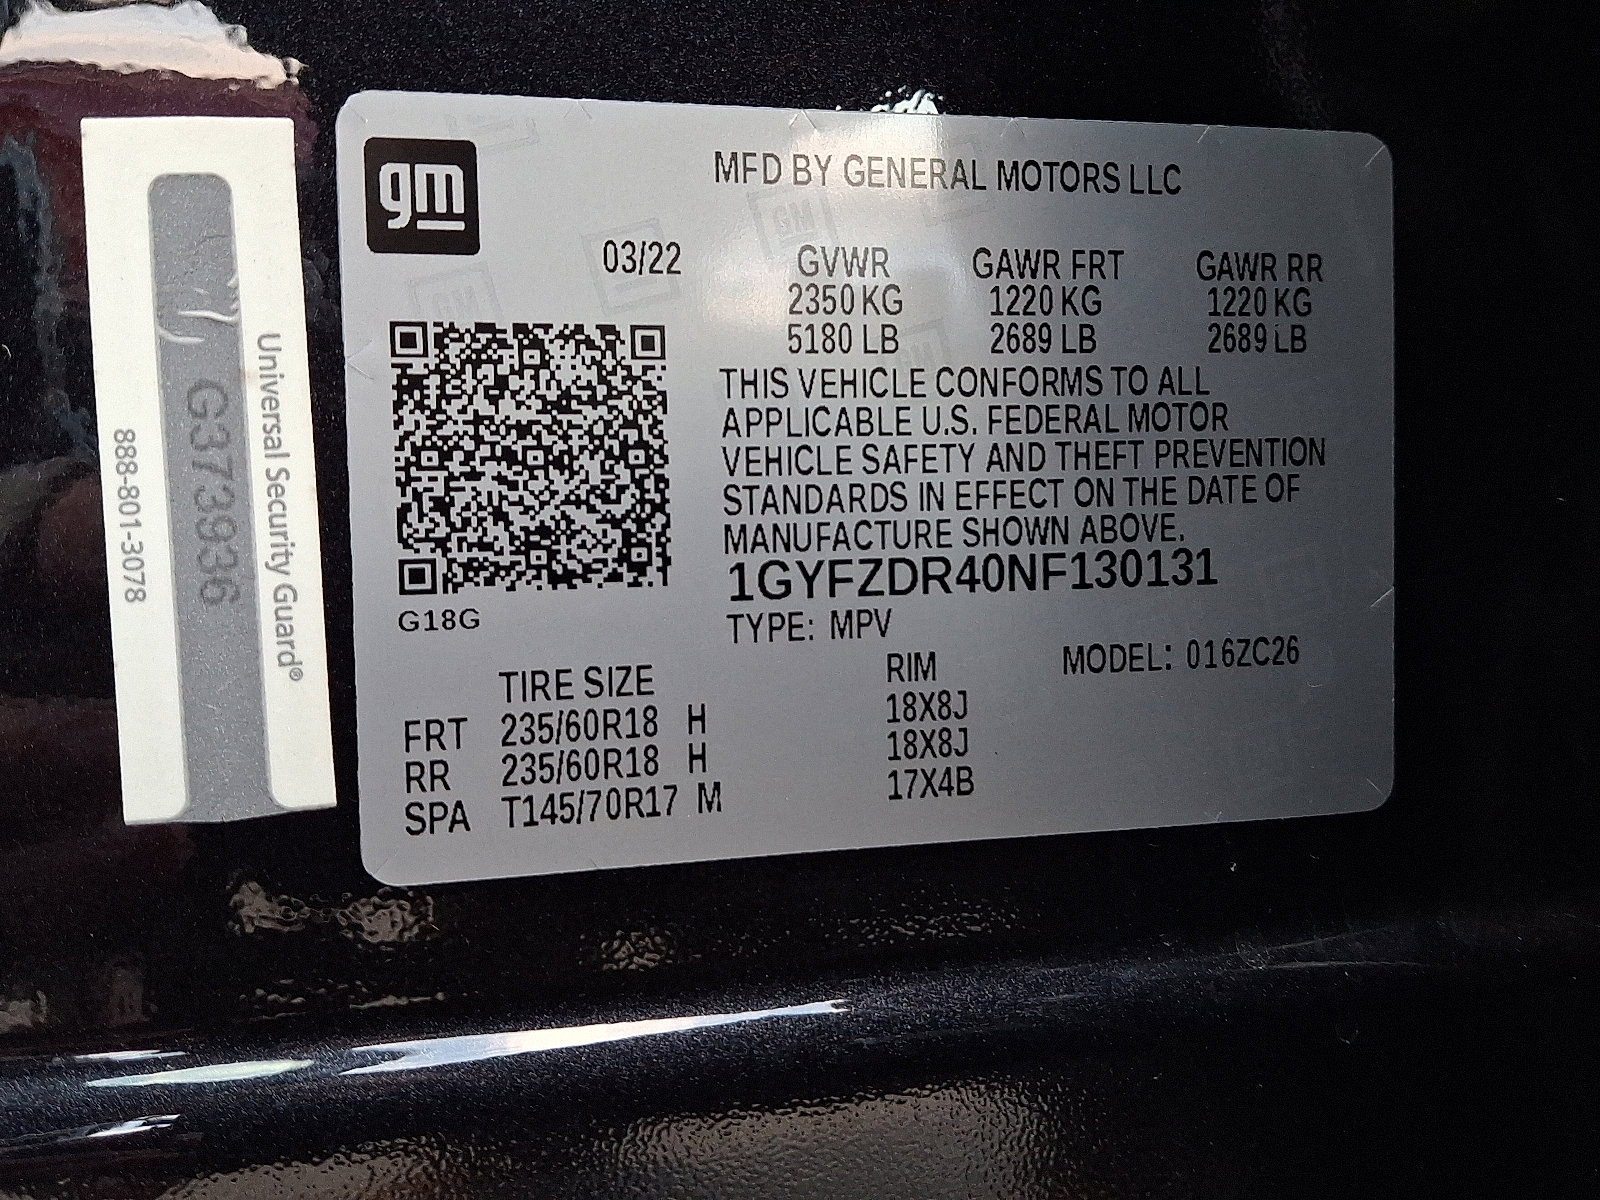 Universal Security Guard®
G373936
888-801-3078
gm
MFD BY GENERAL MOTORS LLC
03/22
GVWR GAWR FRT GAWR RR
2350 KG 1220 KG 1220 KG
5180 LB 2689 LB 2689 LB
THIS VEHICLE CONFORMS TO ALL
APPLICABLE U.S. FEDERAL MOTOR
VEHICLE SAFETY AND THEFT PREVENTION
STANDARDS IN EFFECT ON THE DATE OF
MANUFACTURE SHOWN ABOVE.
1GYFZDR40NF130131
G18G
TYPE: MPV
TIRE SIZE RIM MODEL: 016ZC26
FRT 235/60R18 H 18X8J
RR 235/60R18 H 18X8J
SPA T145/70R17 M 17X4B